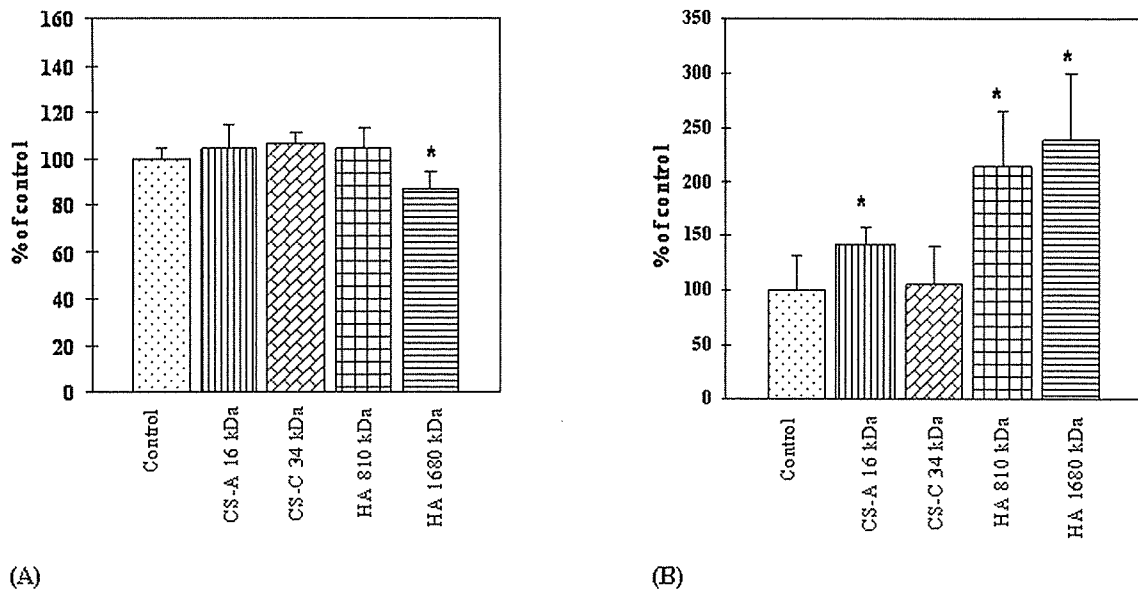 160
140
120
100
80
60
40
20
0
% of control
Control
CS-A 16 kDa
CS-C 34 kDa
HA 810 kDa
HA 1680 kDa
*
(A)
350
300
250
200
150
100
50
0
% of control
Control
CS-A 16 kDa
CS-C 34 kDa
HA 810 kDa
HA 1680 kDa
*
*
*
(B)